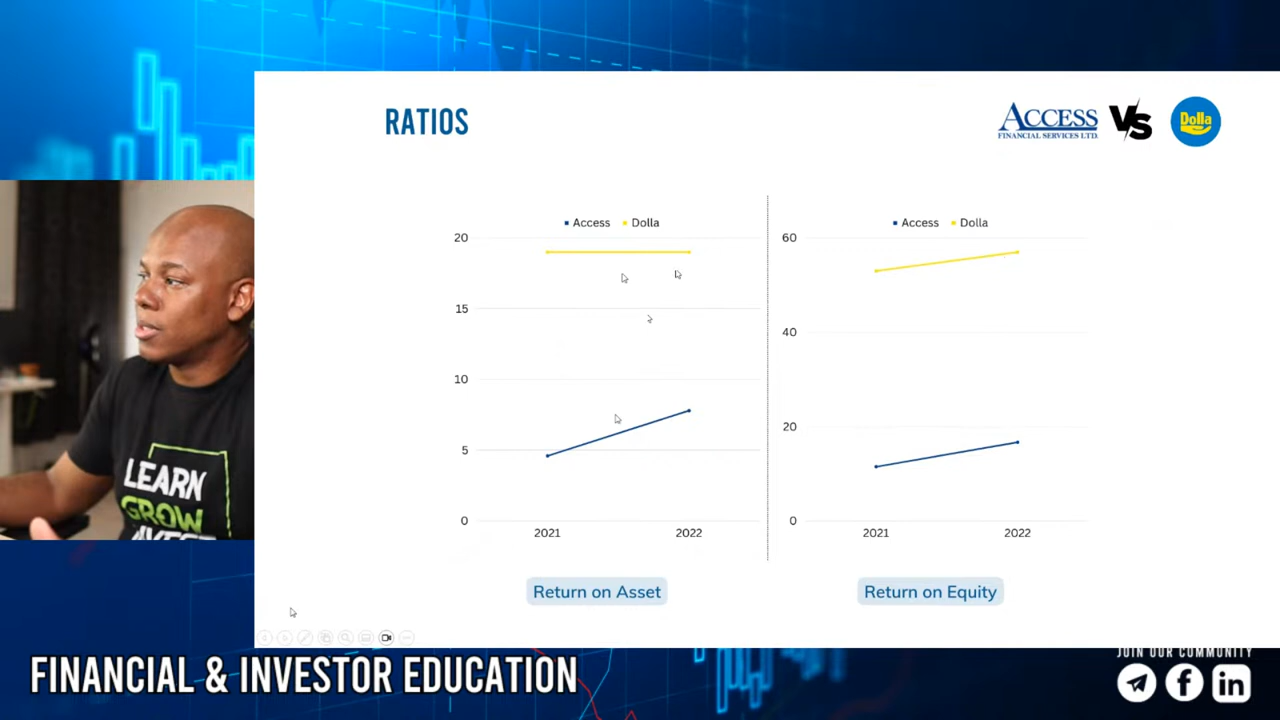 RATIOS
ACCESS
FINANCIAL SERVICES LTD.
VS
Dolla
Access Dolla
20
15
10
5
0
2021 2022
Return on Asset
Access Dolla
60
40
20
0
2021 2022
Return on Equity
LEARN
GROW
INVEST
FINANCIAL & INVESTOR EDUCATION
JOIN OUR COMMUNITY
f
in